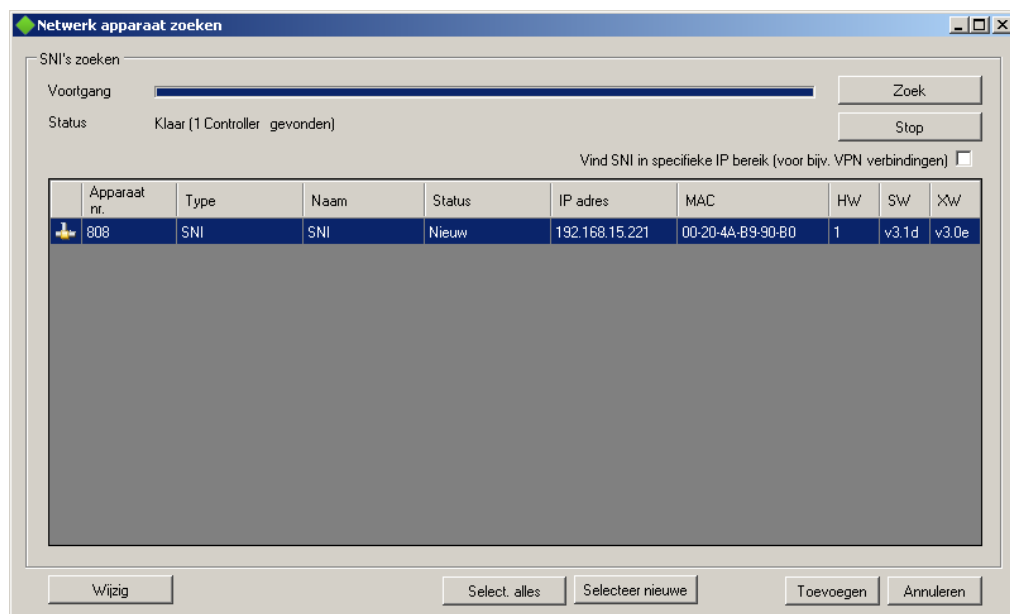 Netwerk apparaat zoeken
SNI's zoeken
Voortgang
Zoek
Status Klaar (1 Controller gevonden)
Stop
Vind SNI in specifieke IP bereik (voor bijv. VPN verbindingen)
Apparaat nr. Type Naam Status IP adres MAC HW SW XW
808 SNI SNI Nieuw 192.168.15.221 00-20-4A-B9-90-B0 1 v3.1d v3.0e
Wijzig Select. alles Selecteer nieuwe Toevoegen Annuleren